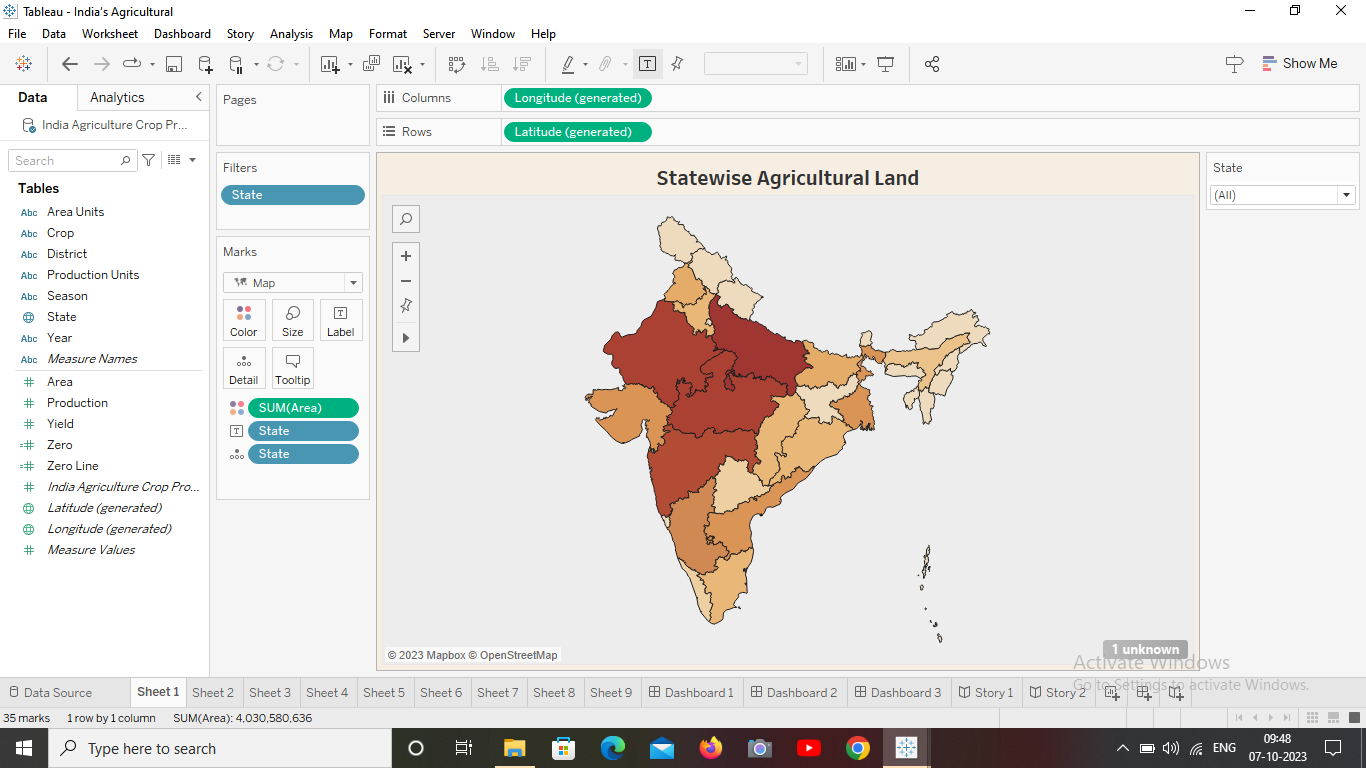 Tableau - India's Agricultural
File Data Worksheet Dashboard Story Analysis Map Format Server Window Help
Show Me
Data Analytics
India Agriculture Crop Pr...
Search
Tables
Abc Area Units
Abc Crop
Abc District
Abc Production Units
Abc Season
State
Abc Year
Abc Measure Names
# Area
# Production
# Yield
=# Zero
=# Zero Line
# India Agriculture Crop Pro...
Latitude (generated)
Longitude (generated)
# Measure Values
Pages
Filters
State
Marks
Map
Color Size Label
Detail Tooltip
SUM(Area)
State
State
Columns Longitude (generated)
Rows Latitude (generated)
Statewise Agricultural Land
© 2023 Mapbox © OpenStreetMap
1 unknown
State
(All)
Activate Windows
Go to Settings to activate Windows.
Data Source Sheet 1 Sheet 2 Sheet 3 Sheet 4 Sheet 5 Sheet 6 Sheet 7 Sheet 8 Sheet 9 Dashboard 1 Dashboard 2 Dashboard 3 Story 1 Story 2
35 marks 1 row by 1 column SUM(Area): 4,030,580,636
Type here to search
ENG
09:48
07-10-2023